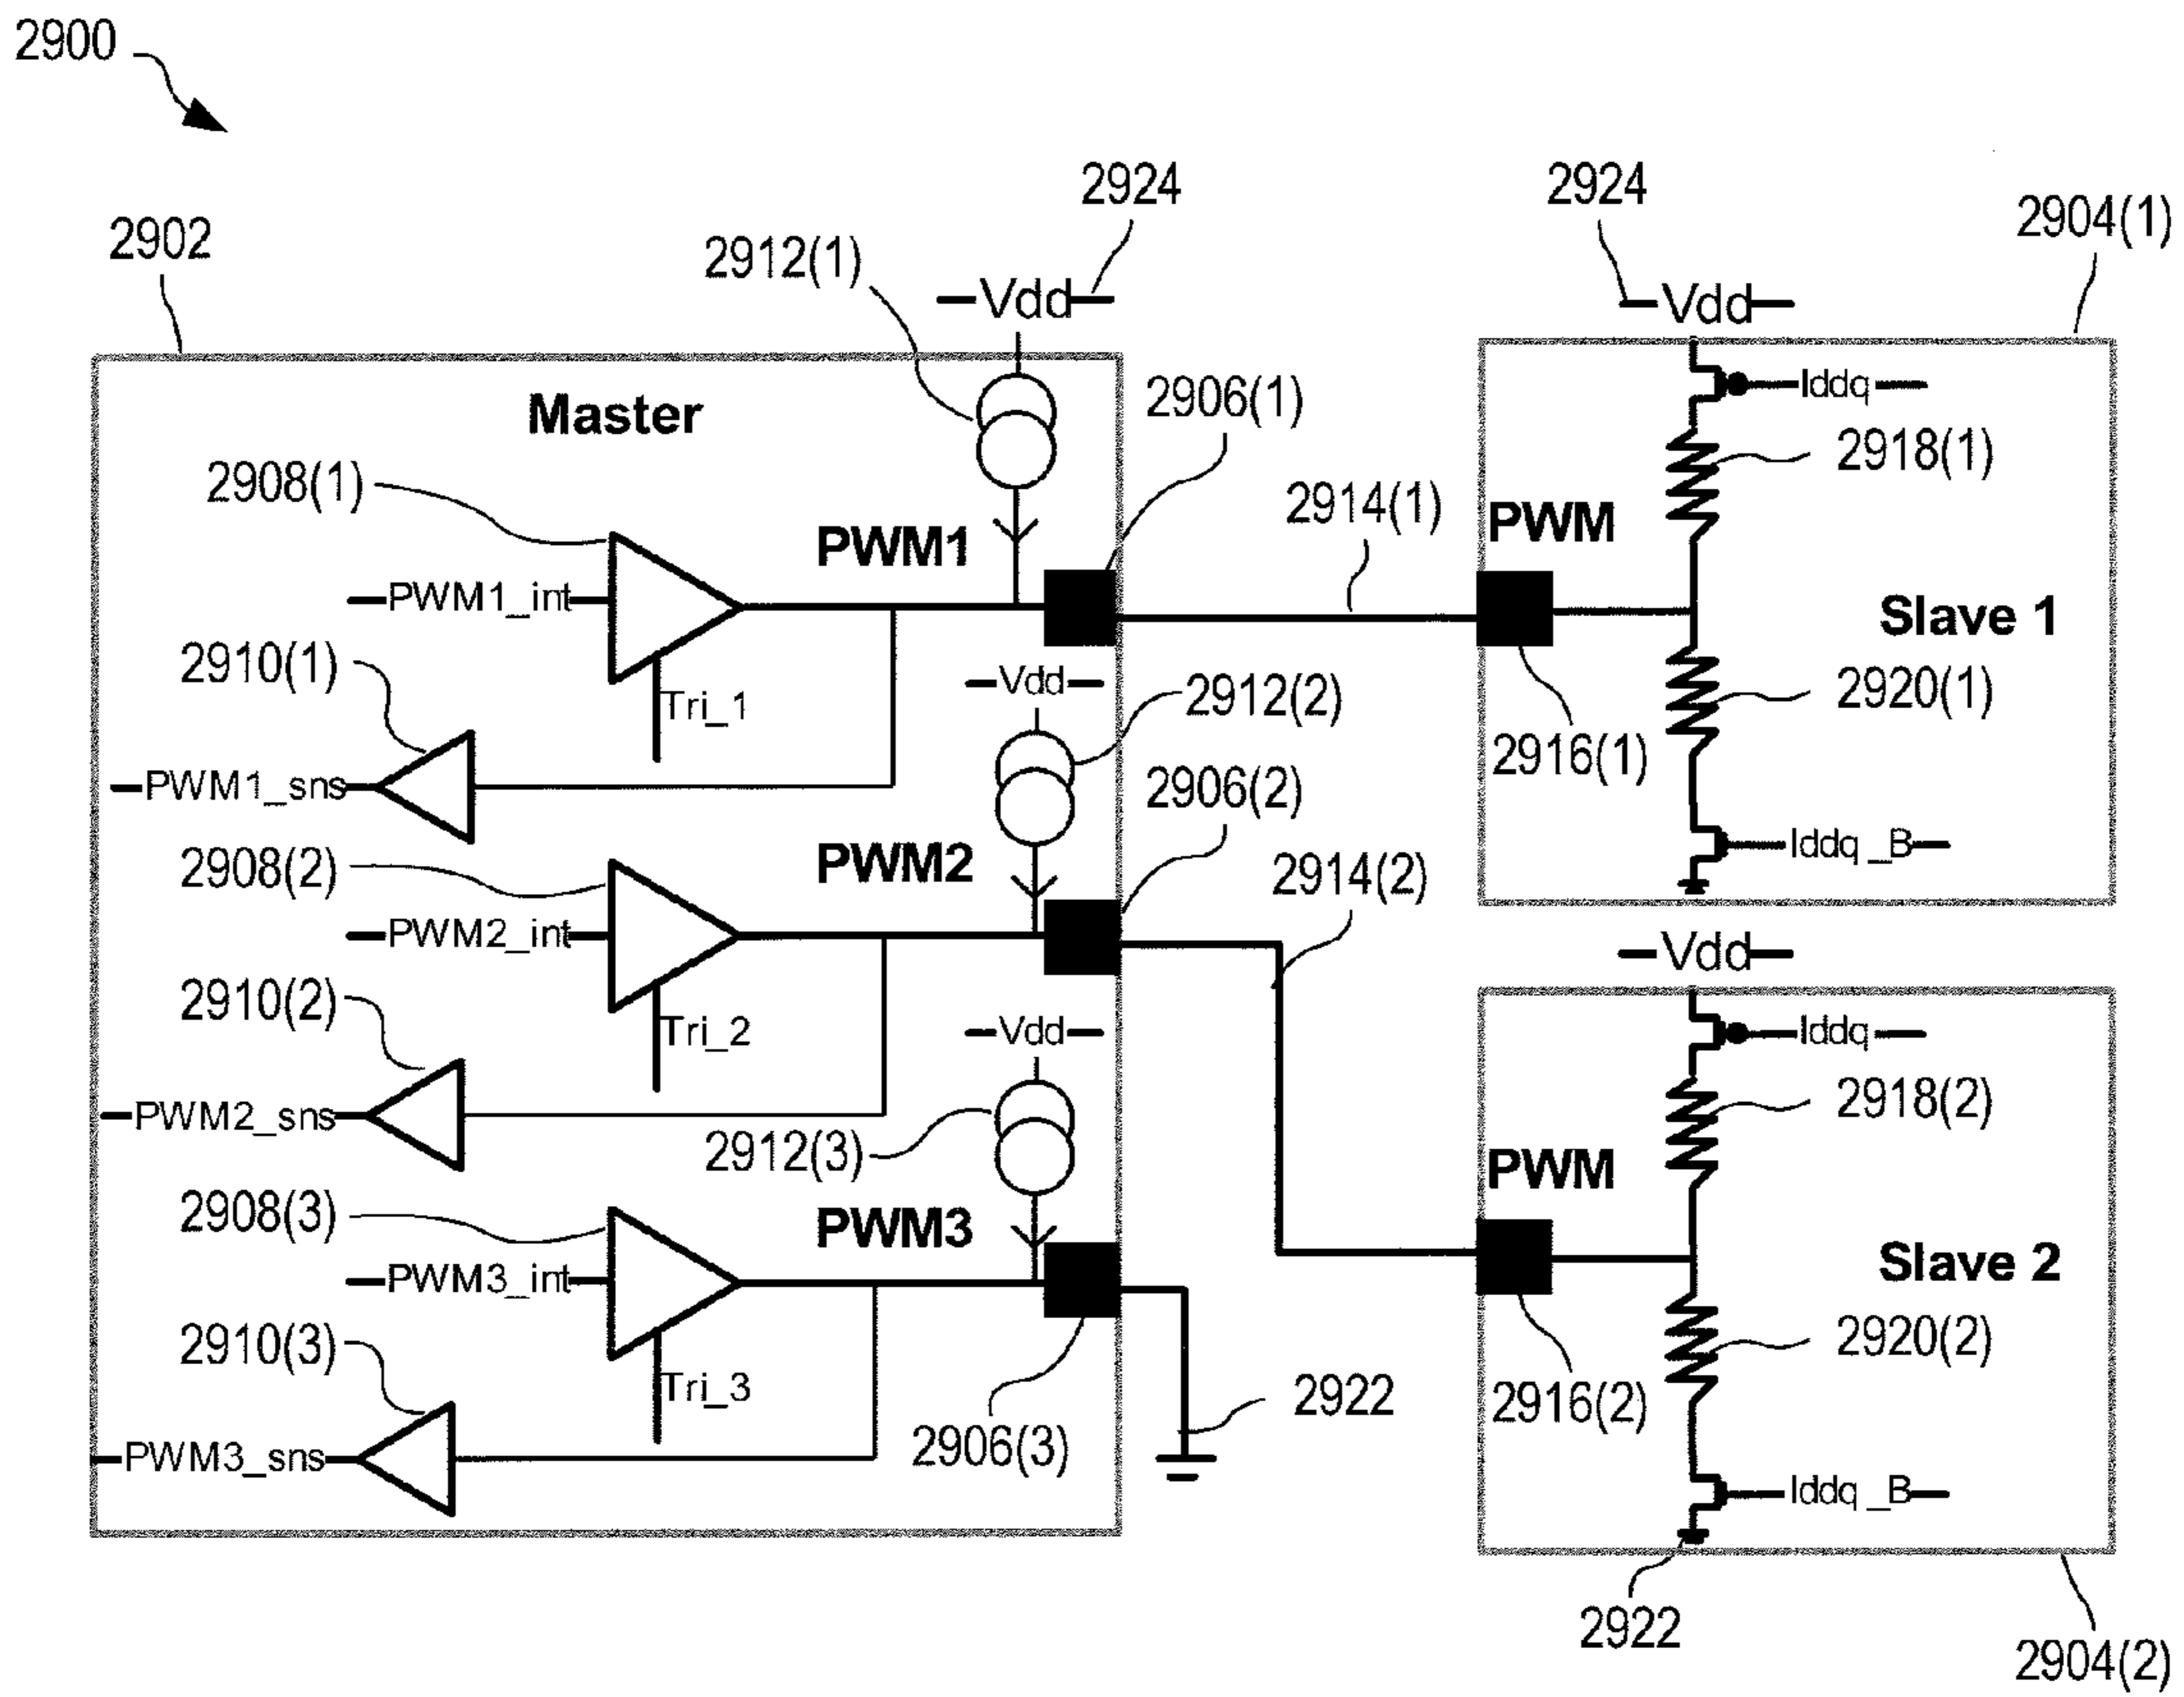 2900
2924
2924
2904(1)
2902
2912(1)
Vdd
Vdd
Master
2906(1)
Iddq
2908(1)
2918(1)
PWM1
2914(1)
PWM
PWM1_int
Slave 1
2910(1)
Tri_1
Vdd
2912(2)
2920(1)
2916(1)
PWM1_sns
2906(2)
2908(2)
PWM2
Iddq_B
2914(2)
PWM2_int
Vdd
2910(2)
Tri_2
Vdd
Iddq
PWM2_sns
2912(3)
2918(2)
PWM
2908(3)
PWM3
PWM3_int
Slave 2
2910(3)
Tri_3
2920(2)
2922
2916(2)
PWM3_sns
2906(3)
Iddq_B
2922
2904(2)